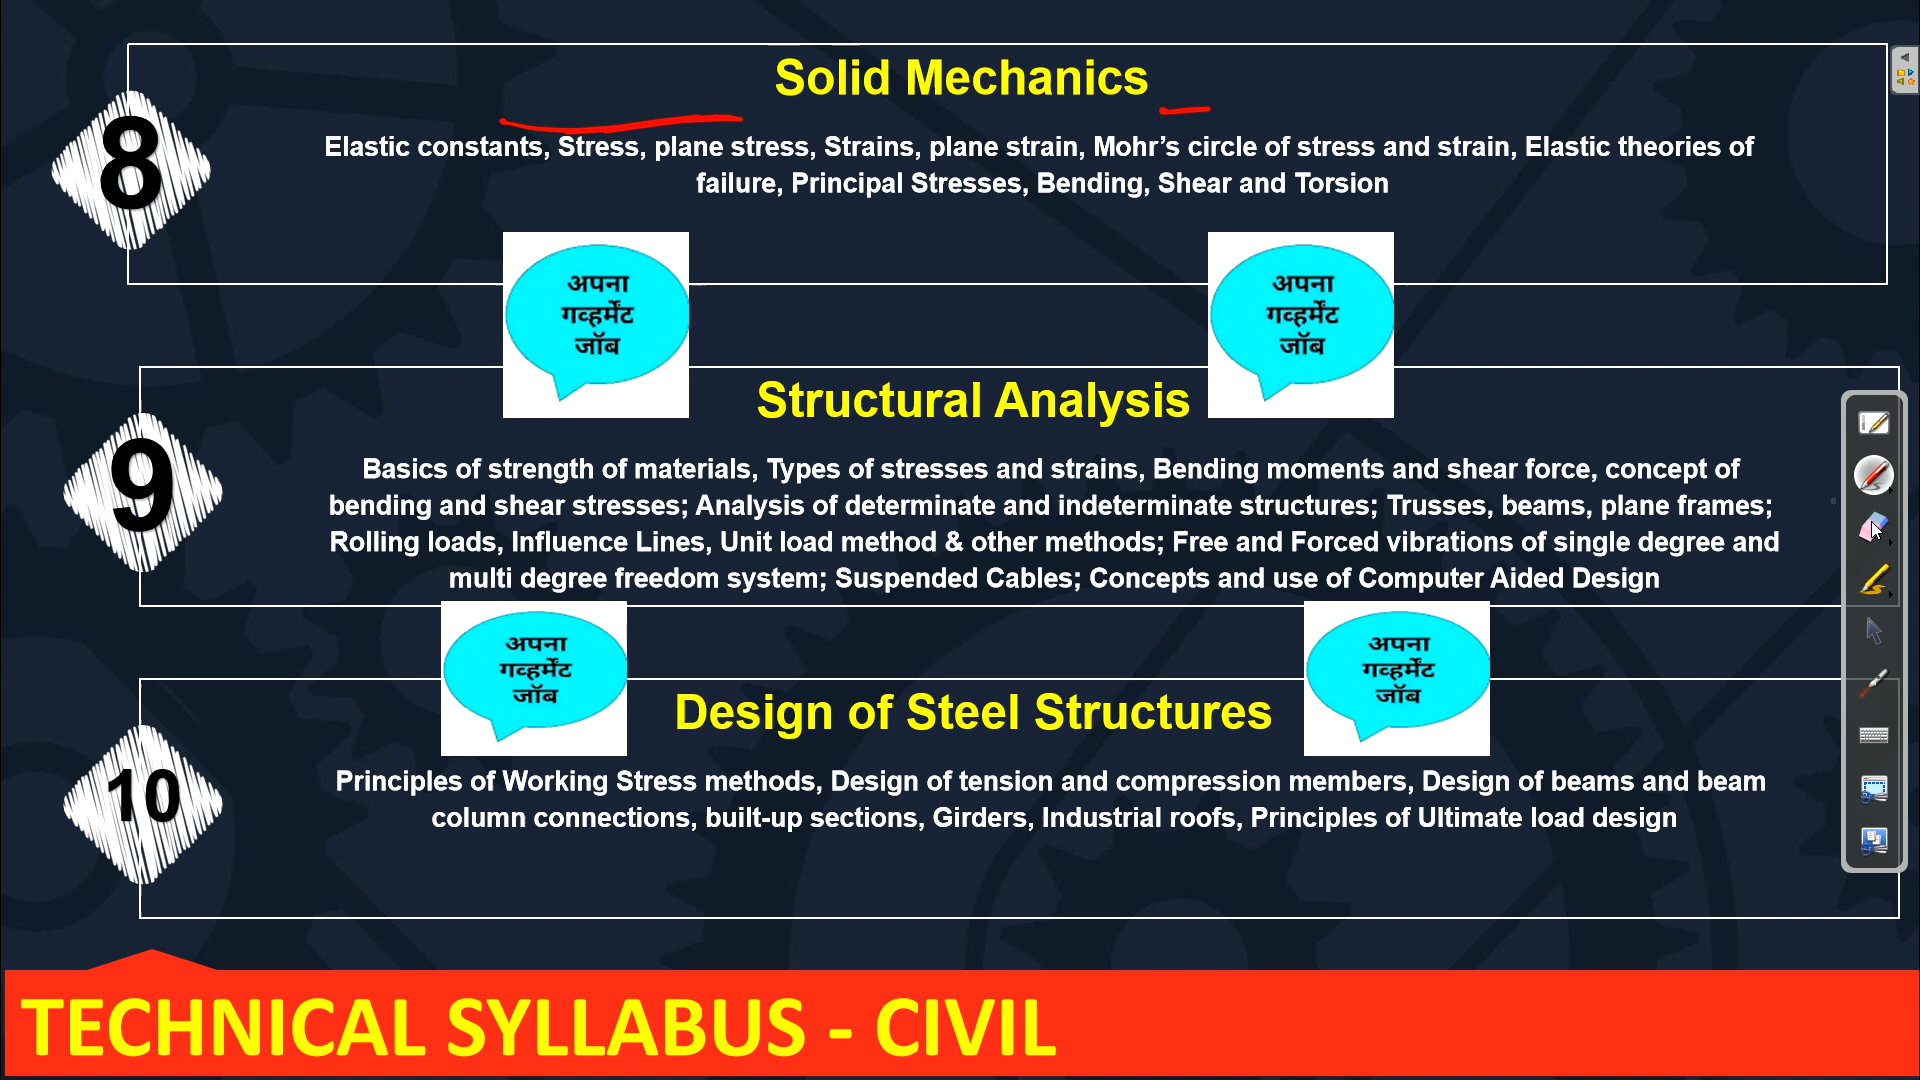 Solid Mechanics
8
Elastic constants, Stress, plane stress, Strains, plane strain, Mohr’s circle of stress and strain, Elastic theories of
failure, Principal Stresses, Bending, Shear and Torsion
अपना
गव्हर्मेंट
जॉब
अपना
गव्हर्मेंट
जॉब
Structural Analysis
9
Basics of strength of materials, Types of stresses and strains, Bending moments and shear force, concept of
bending and shear stresses; Analysis of determinate and indeterminate structures; Trusses, beams, plane frames;
Rolling loads, Influence Lines, Unit load method & other methods; Free and Forced vibrations of single degree and
multi degree freedom system; Suspended Cables; Concepts and use of Computer Aided Design
अपना
गव्हर्मेंट
जॉब
अपना
गव्हर्मेंट
जॉब
Design of Steel Structures
10
Principles of Working Stress methods, Design of tension and compression members, Design of beams and beam
column connections, built-up sections, Girders, Industrial roofs, Principles of Ultimate load design
TECHNICAL SYLLABUS - CIVIL